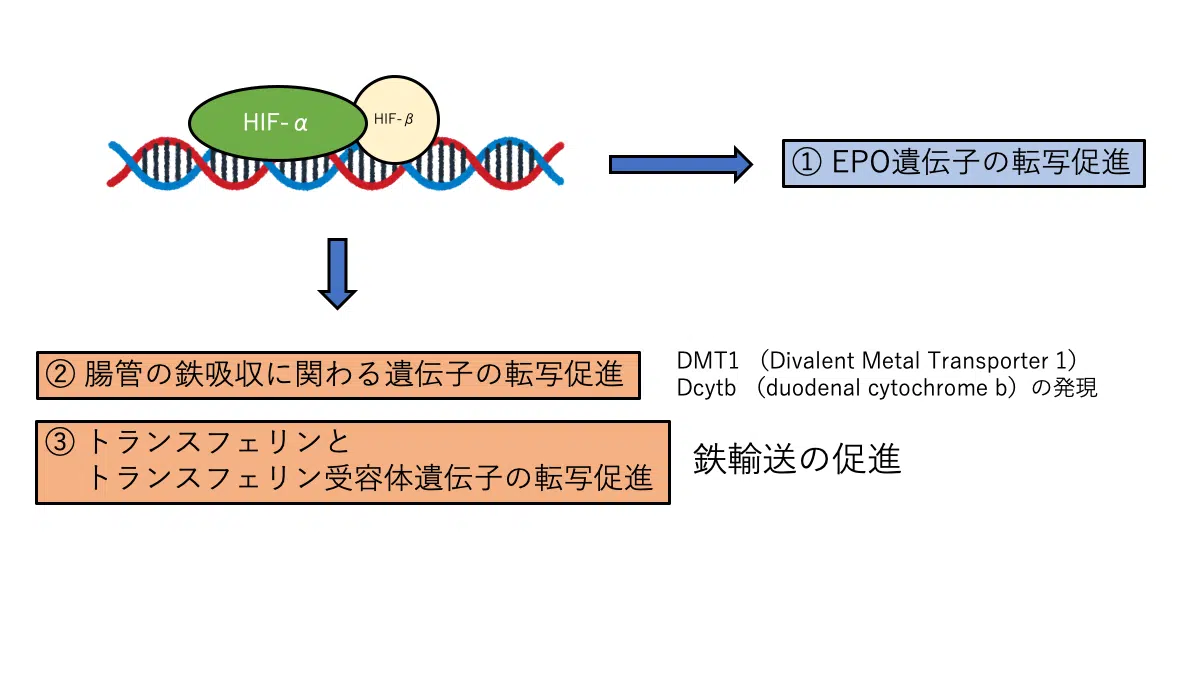 HIF-α
HIF-β
① EPO遺伝子の転写促進
② 腸管の鉄吸収に関わる遺伝子の転写促進
DMT1 （Divalent Metal Transporter 1）
Dcytb （duodenal cytochrome b）の発現
③ トランスフェリンと
トランスフェリン受容体遺伝子の転写促進
鉄輸送の促進